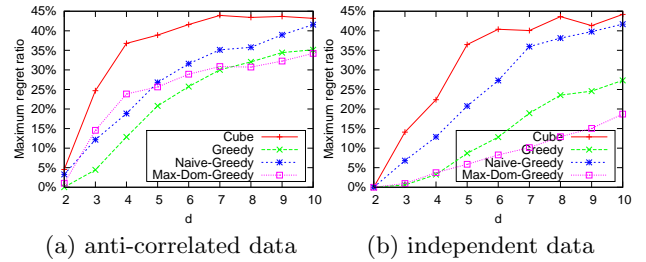 Maximum regret ratio
45%
40%
35%
30%
25%
20%
15%
10%
5%
0%
Cube
Greedy
Naive-Greedy
Max-Dom-Greedy
2 3 4 5 6 7 8 9 10
d
(a) anti-correlated data
Maximum regret ratio
45%
40%
35%
30%
25%
20%
15%
10%
5%
0%
Cube
Greedy
Naive-Greedy
Max-Dom-Greedy
2 3 4 5 6 7 8 9 10
d
(b) independent data